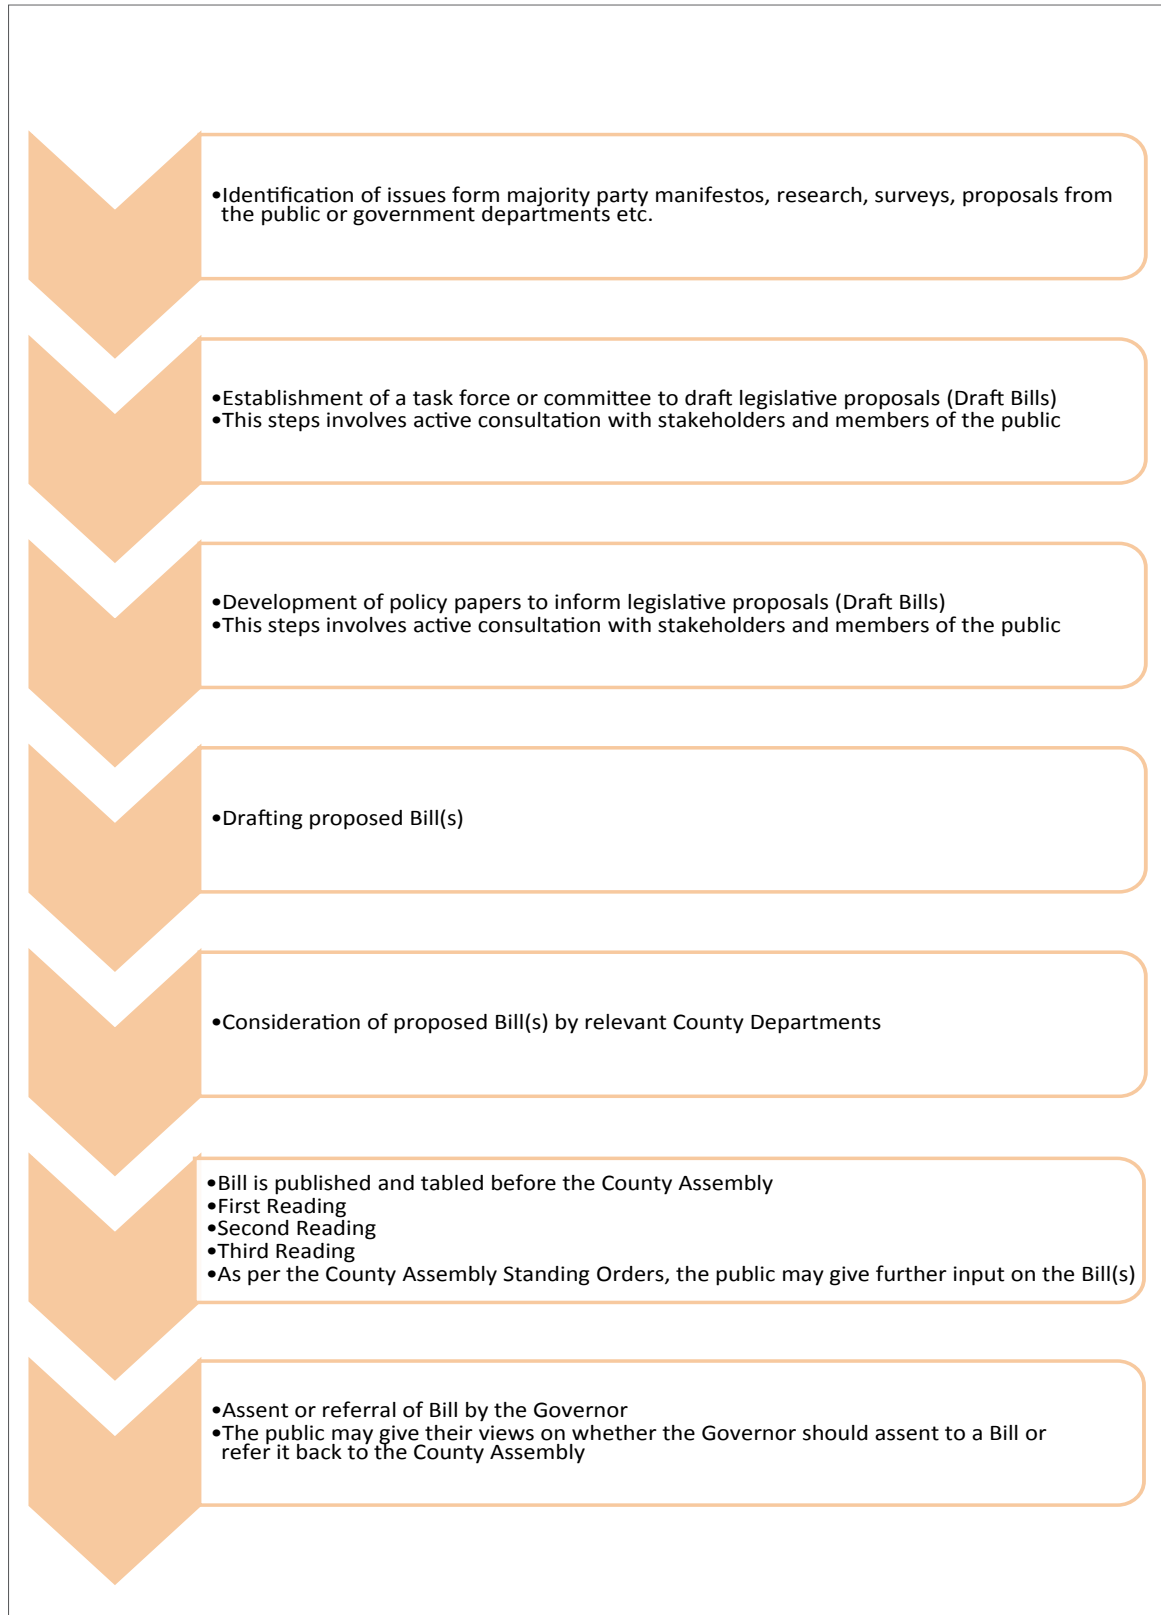 •Identification of issues form majority party manifestos, research, surveys, proposals from
the public or government departments etc.
•Establishment of a task force or committee to draft legislative proposals (Draft Bills)
•This steps involves active consultation with stakeholders and members of the public
•Development of policy papers to inform legislative proposals (Draft Bills)
•This steps involves active consultation with stakeholders and members of the public
•Drafting proposed Bill(s)
•Consideration of proposed Bill(s) by relevant County Departments
•Bill is published and tabled before the County Assembly
•First Reading
•Second Reading
•Third Reading
•As per the County Assembly Standing Orders, the public may give further input on the Bill(s)
•Assent or referral of Bill by the Governor
•The public may give their views on whether the Governor should assent to a Bill or
refer it back to the County Assembly